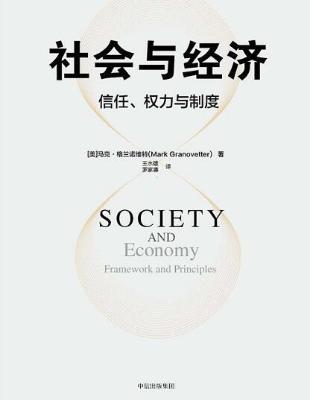 社会与经济
信任、权力与制度
[美]马克·格兰诺维特(Mark Granovetter) 著
王水雄
罗家德 译
SOCIETY
AND
Economy
Framework and Principles
中信出版集团